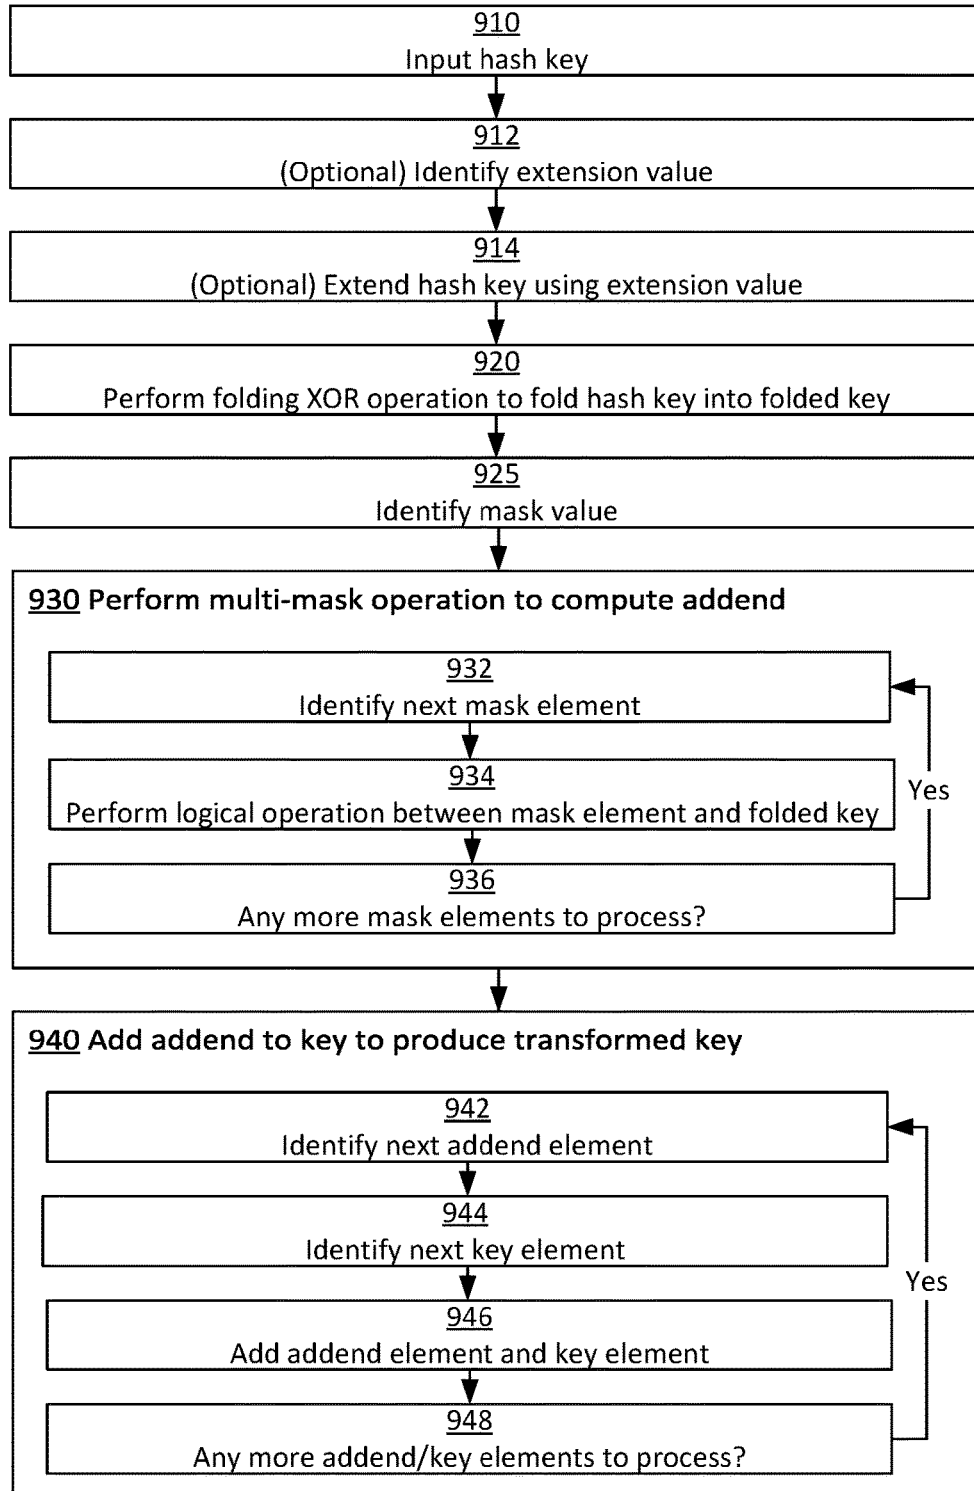 910
Input hash key
912
(Optional) Identify extension value
914
(Optional) Extend hash key using extension value
920
Perform folding XOR operation to fold hash key into folded key
925
Identify mask value
930 Perform multi-mask operation to compute addend
932
Identify next mask element
934
Perform logical operation between mask element and folded key
Yes
936
Any more mask elements to process?
940 Add addend to key to produce transformed key
942
Identify next addend element
944
Identify next key element
Yes
946
Add addend element and key element
948
Any more addend/key elements to process?